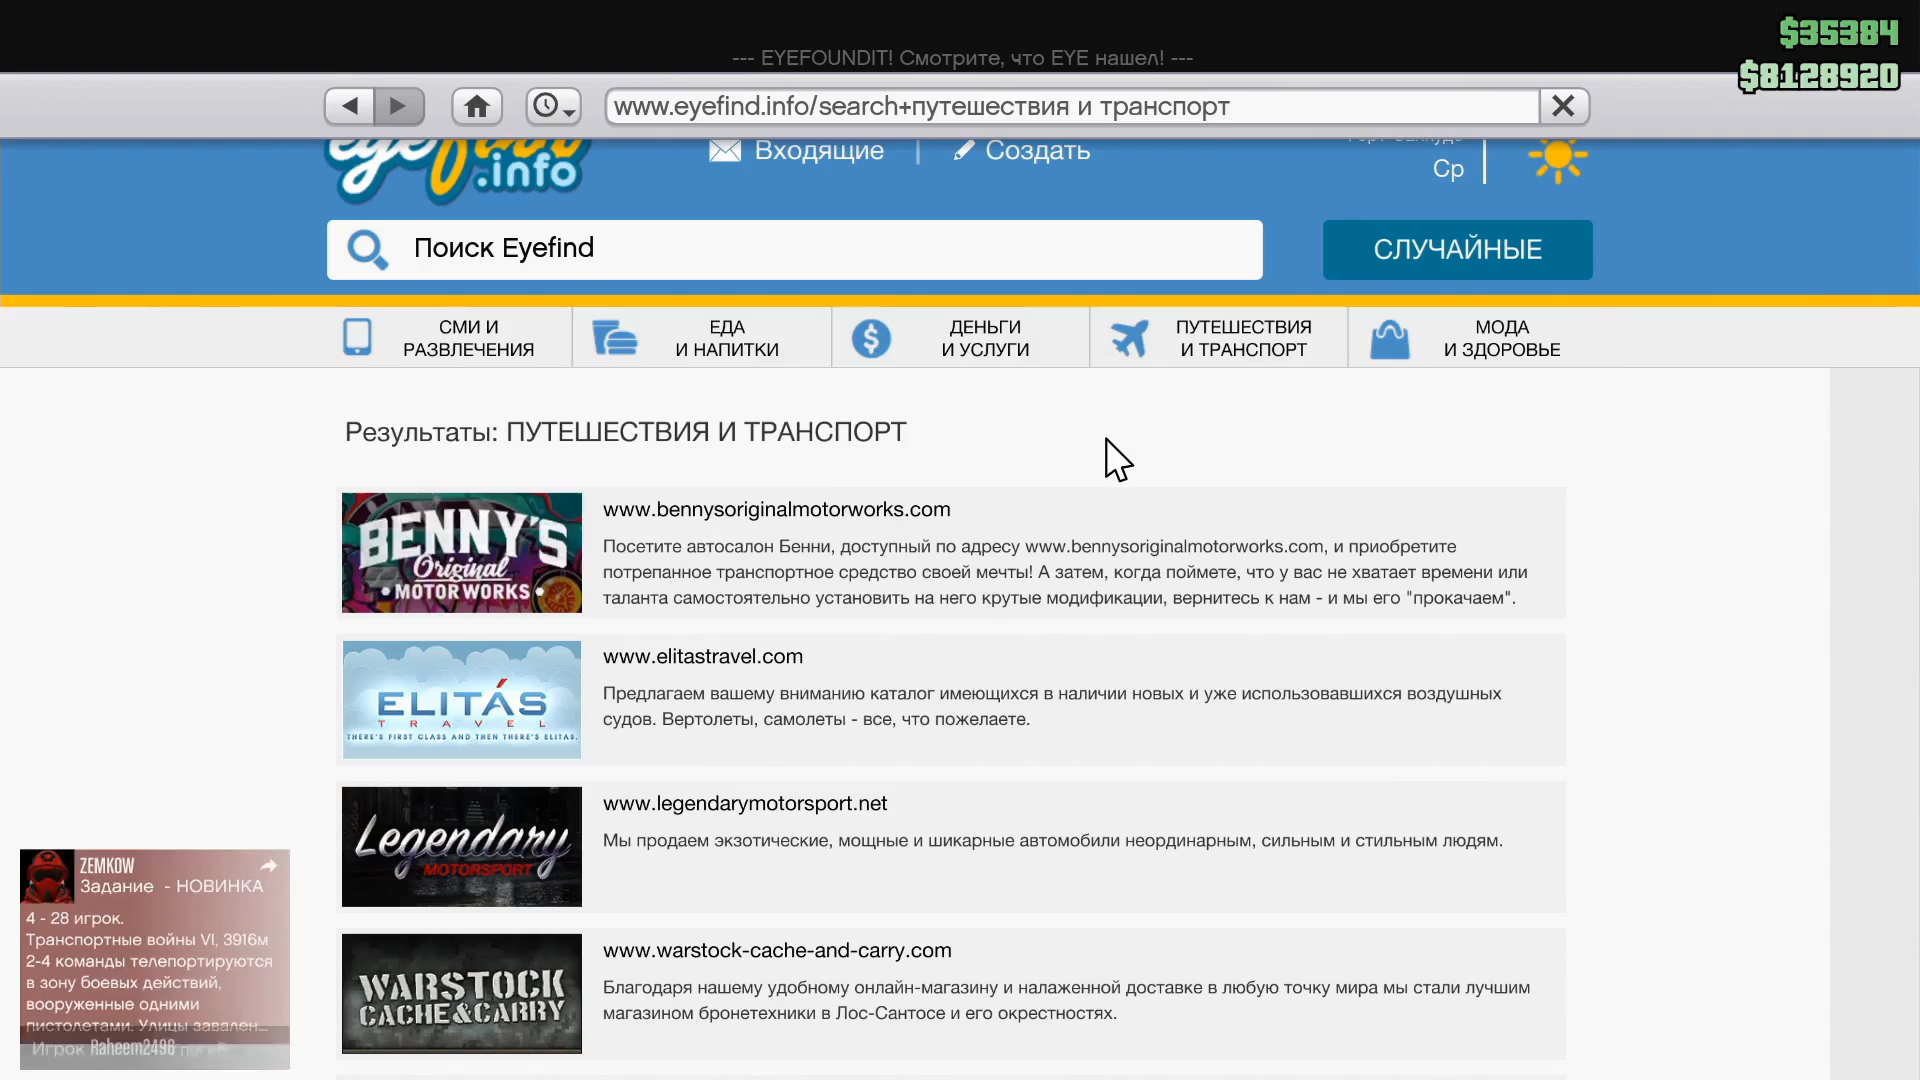 $35384
--- EYEFOUNDIT! Смотрите, что EYE нашел! ---
$8128920
www.eyefind.info/search+путешествия и транспорт
.info
Входящие
Создать
Ср
Поиск Eyefind
СЛУЧАЙНЫЕ
СМИ И
РАЗВЛЕЧЕНИЯ
ЕДА
И НАПИТКИ
ДЕНЬГИ
И УСЛУГИ
ПУТЕШЕСТВИЯ
И ТРАНСПОРТ
МОДА
И ЗДОРОВЬЕ
Результаты: ПУТЕШЕСТВИЯ И ТРАНСПОРТ
BENNY'S
Original
MOTOR WORKS
www.bennysoriginalmotorworks.com
Посетите автосалон Бенни, доступный по адресу www.bennysoriginalmotorworks.com, и приобретите
потрепанное транспортное средство своей мечты! А затем, когда поймете, что у вас не хватает времени или
таланта самостоятельно установить на него крутые модификации, вернитесь к нам - и мы его "прокачаем".
ELITÁS
TRAVEL
THERE'S FIRST CLASS AND THEN THERE'S ELITAS.
www.elitastravel.com
Предлагаем вашему вниманию каталог имеющихся в наличии новых и уже использовавшихся воздушных
судов. Вертолеты, самолеты - все, что пожелаете.
Legendary
MOTORSPORT
www.legendarymotorsport.net
Мы продаем экзотические, мощные и шикарные автомобили неординарным, сильным и стильным людям.
WARSTOCK
CACHE&CARRY
www.warstock-cache-and-carry.com
Благодаря нашему удобному онлайн-магазину и налаженной доставке в любую точку мира мы стали лучшим
магазином бронетехники в Лос-Сантосе и его окрестностях.
ZEMKOW
Задание - НОВИНКА
4 - 28 игрок.
Транспортные войны VI, 3916м
2-4 команды телепортируются
в зону боевых действий,
вооруженные одними
пистолетами. Улицы завален...
Игрок Raheem2496